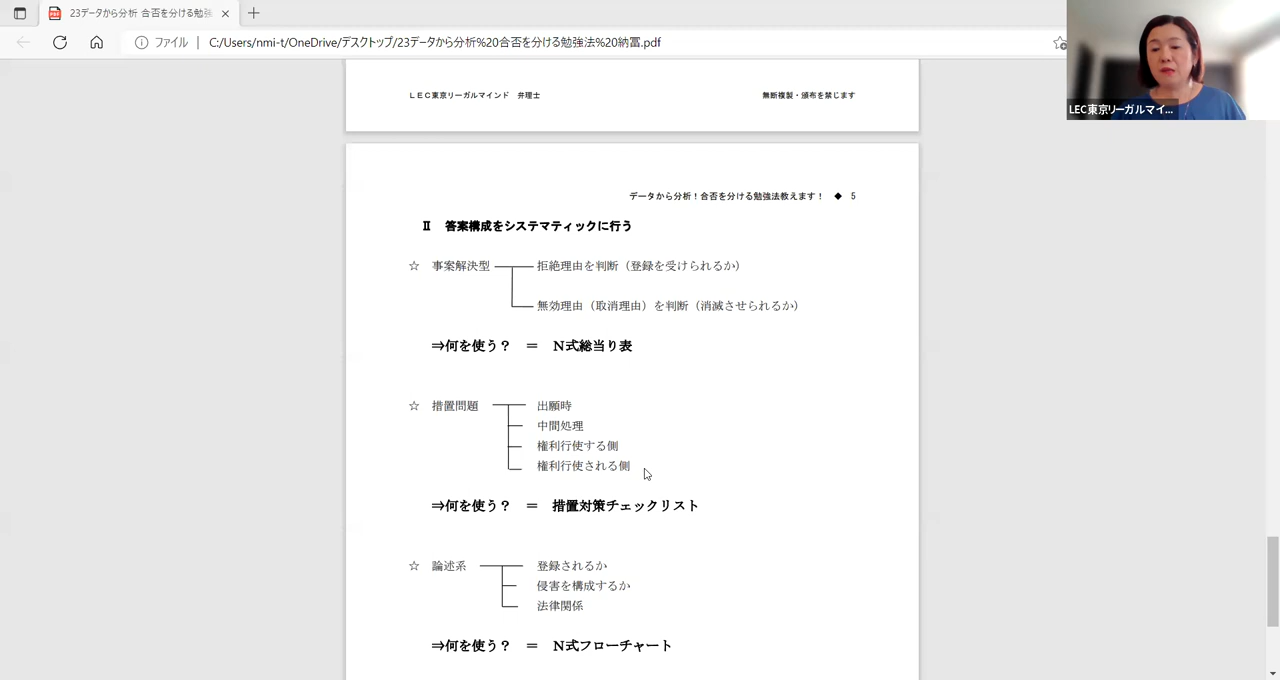 23データから分析 合否を分ける勉強
ファイル
C:/Users/nmi-t/OneDrive/デスクトップ/23データから分析%20合否を分ける勉強法%20納冨.pdf
LEC東京リーガルマイ...
ＬＥＣ東京リーガルマインド　弁理士
無断複製・頒布を禁じます
データから分析！合否を分ける勉強法教えます！　◆　5
Ⅱ　答案構成をシステマティックに行う
☆　事案解決型　拒絶理由を判断（登録を受けられるか）
無効理由（取消理由）を判断（消滅させられるか）
⇒何を使う？　＝　Ｎ式総当り表
☆　措置問題　出願時
中間処理
権利行使する側
権利行使される側
⇒何を使う？　＝　措置対策チェックリスト
☆　論述系　登録されるか
侵害を構成するか
法律関係
⇒何を使う？　＝　Ｎ式フローチャート